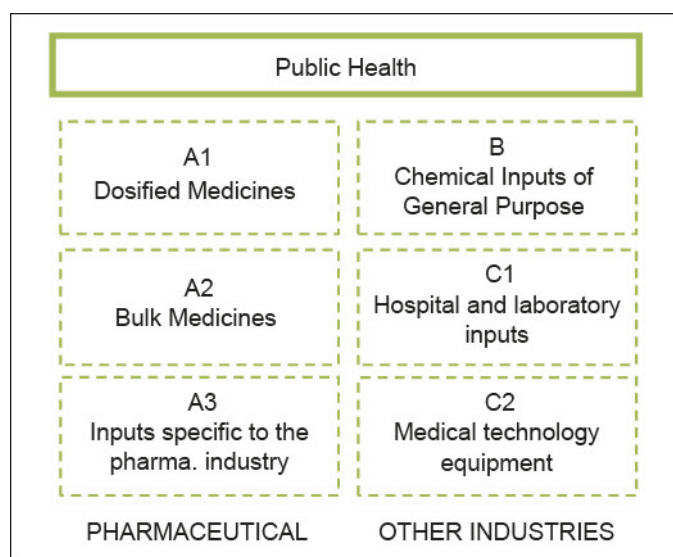 Public Health
A1
Dosified Medicines
B
Chemical Inputs of
General Purpose
A2
Bulk Medicines
C1
Hospital and laboratory
inputs
A3
Inputs specific to the
pharma. industry
C2
Medical technology
equipment
PHARMACEUTICAL
OTHER INDUSTRIES